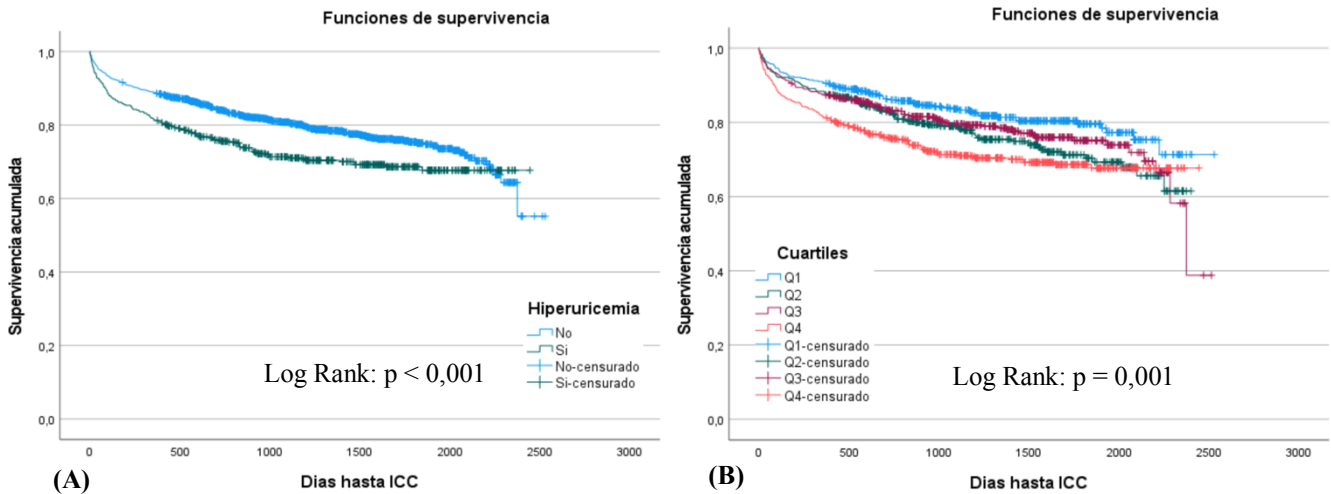 Funciones de supervivencia
Supervivencia acumulada
1,0
0,8
0,6
0,4
0,2
0,0
Hiperuricemia
No
Si
No-censurado
Si-censurado
Log Rank: p < 0,001
0 500 1000 1500 2000 2500 3000
Dias hasta ICC
(A)
Funciones de supervivencia
Supervivencia acumulada
1,0
0,8
0,6
0,4
0,2
0,0
Cuartiles
Q1
Q2
Q3
Q4
Q1-censurado
Q2-censurado
Q3-censurado
Q4-censurado
Log Rank: p = 0,001
0 500 1000 1500 2000 2500 3000
Dias hasta ICC
(B)